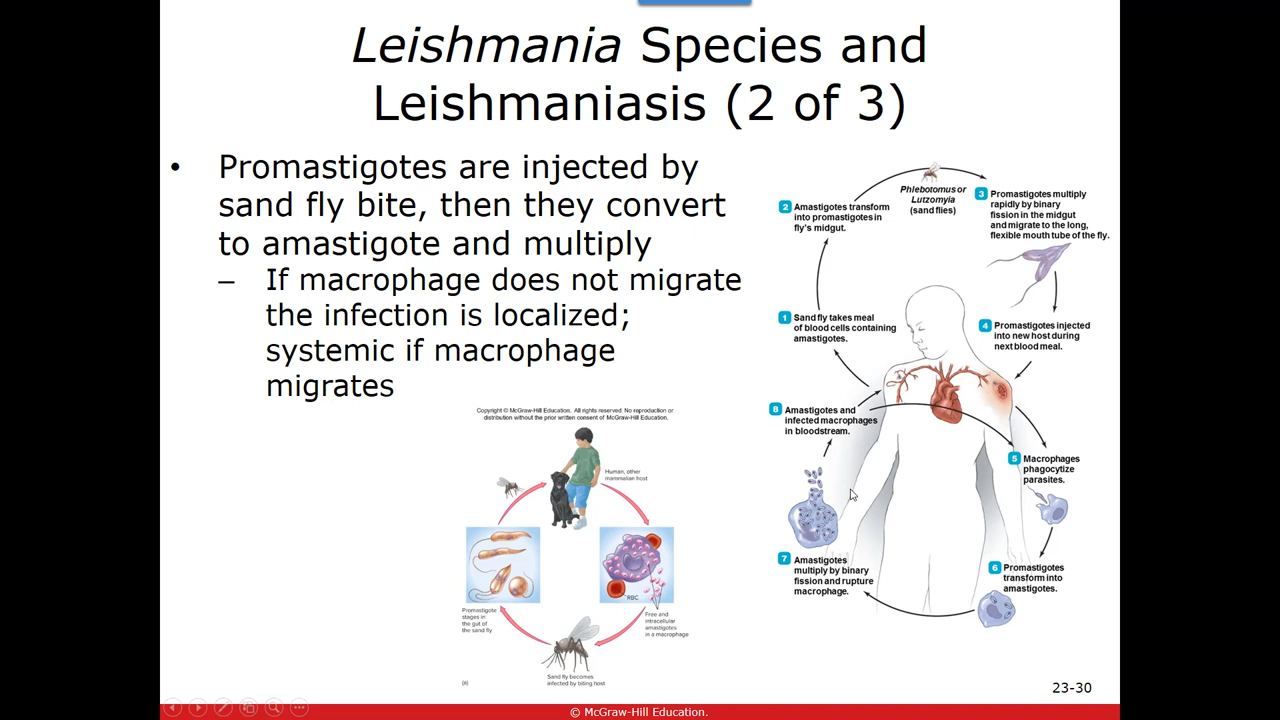 Leishmania Species and
Leishmaniasis (2 of 3)
• Promastigotes are injected by
sand fly bite, then they convert
to amastigote and multiply
– If macrophage does not migrate
the infection is localized;
systemic if macrophage
migrates
Copyright © McGraw-Hill Education. All rights reserved. No reproduction or
distribution without the prior written consent of McGraw-Hill Education.
Human, other
mammalian host
RBC
Free and
intracellular
amastigotes
in a macrophage
Sand fly becomes
infected by biting host
Promastigote
stages in
the gut of
the sand fly
(a)
Phlebotomus or
Lutzomyia
(sand flies)
1 Sand fly takes meal
of blood cells containing
amastigotes.
2 Amastigotes transform
into promastigotes in
fly's midgut.
3 Promastigotes multiply
rapidly by binary
fission in the midgut
and migrate to the long,
flexible mouth tube of the fly.
4 Promastigotes injected
into new host during
next blood meal.
5 Macrophages
phagocytize
parasites.
6 Promastigotes
transform into
amastigotes.
7 Amastigotes
multiply by binary
fission and rupture
macrophage.
8 Amastigotes and
infected macrophages
in bloodstream.
23-30
© McGraw-Hill Education.